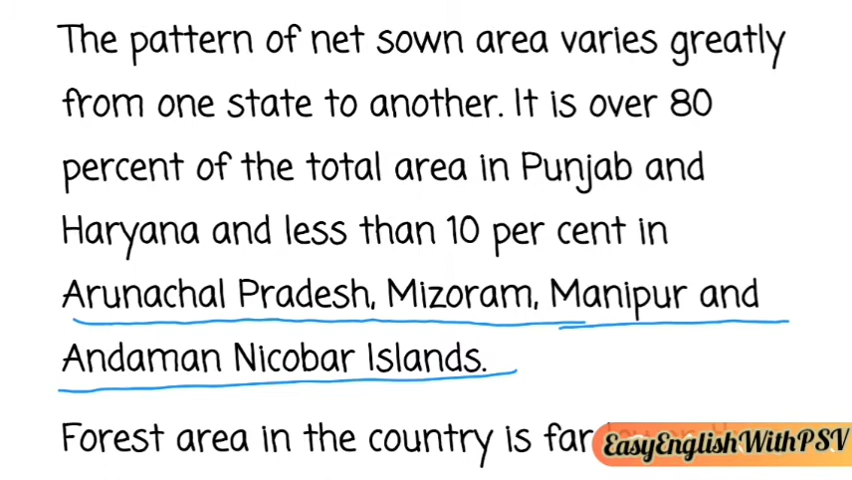 The pattern of net sown area varies greatly
from one state to another. It is over 80
percent of the total area in Punjab and
Haryana and less than 10 per cent in
Arunachal Pradesh, Mizoram, Manipur and
Andaman Nicobar Islands.
Forest area in the country is far
EasyEnglishWithPSV